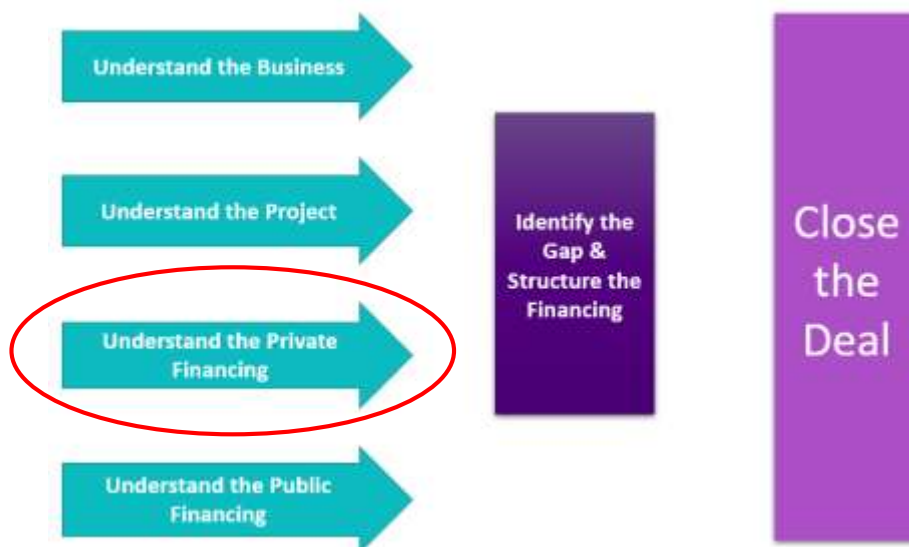 Understand the Business
Understand the Project
Understand the Private
Financing
Understand the Public
Financing
Identify the
Gap &
Structure the
Financing
Close
the
Deal